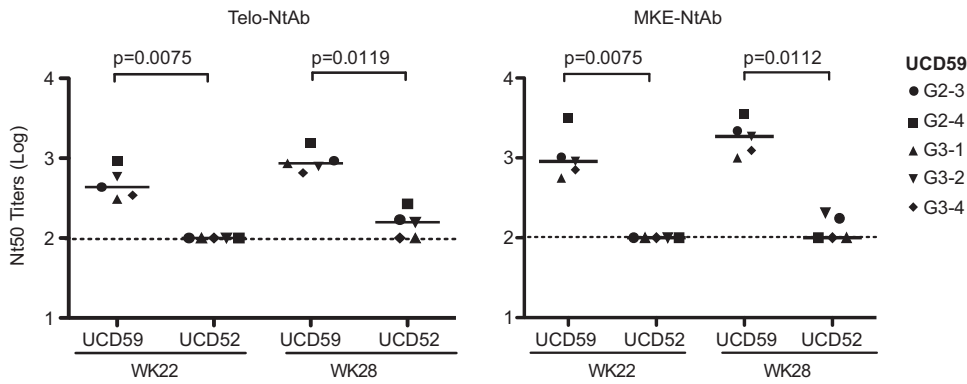 Telo-NtAb
MKE-NtAb
p=0.0075
p=0.0119
p=0.0075
p=0.0112
UCD59
G2-3
G2-4
G3-1
G3-2
G3-4
Nt50 Titers (Log)
4
3
2
1
4
3
2
1
UCD59 UCD52 UCD59 UCD52
WK22 WK28
UCD59 UCD52 UCD59 UCD52
WK22 WK28